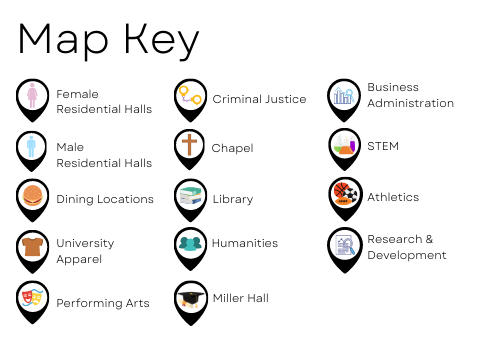 Map Key
Female
Residential Halls
Male
Residential Halls
Dining Locations
University
Apparel
Performing Arts
Criminal Justice
Chapel
Library
Humanities
Miller Hall
Business
Administration
STEM
Athletics
Research &
Development